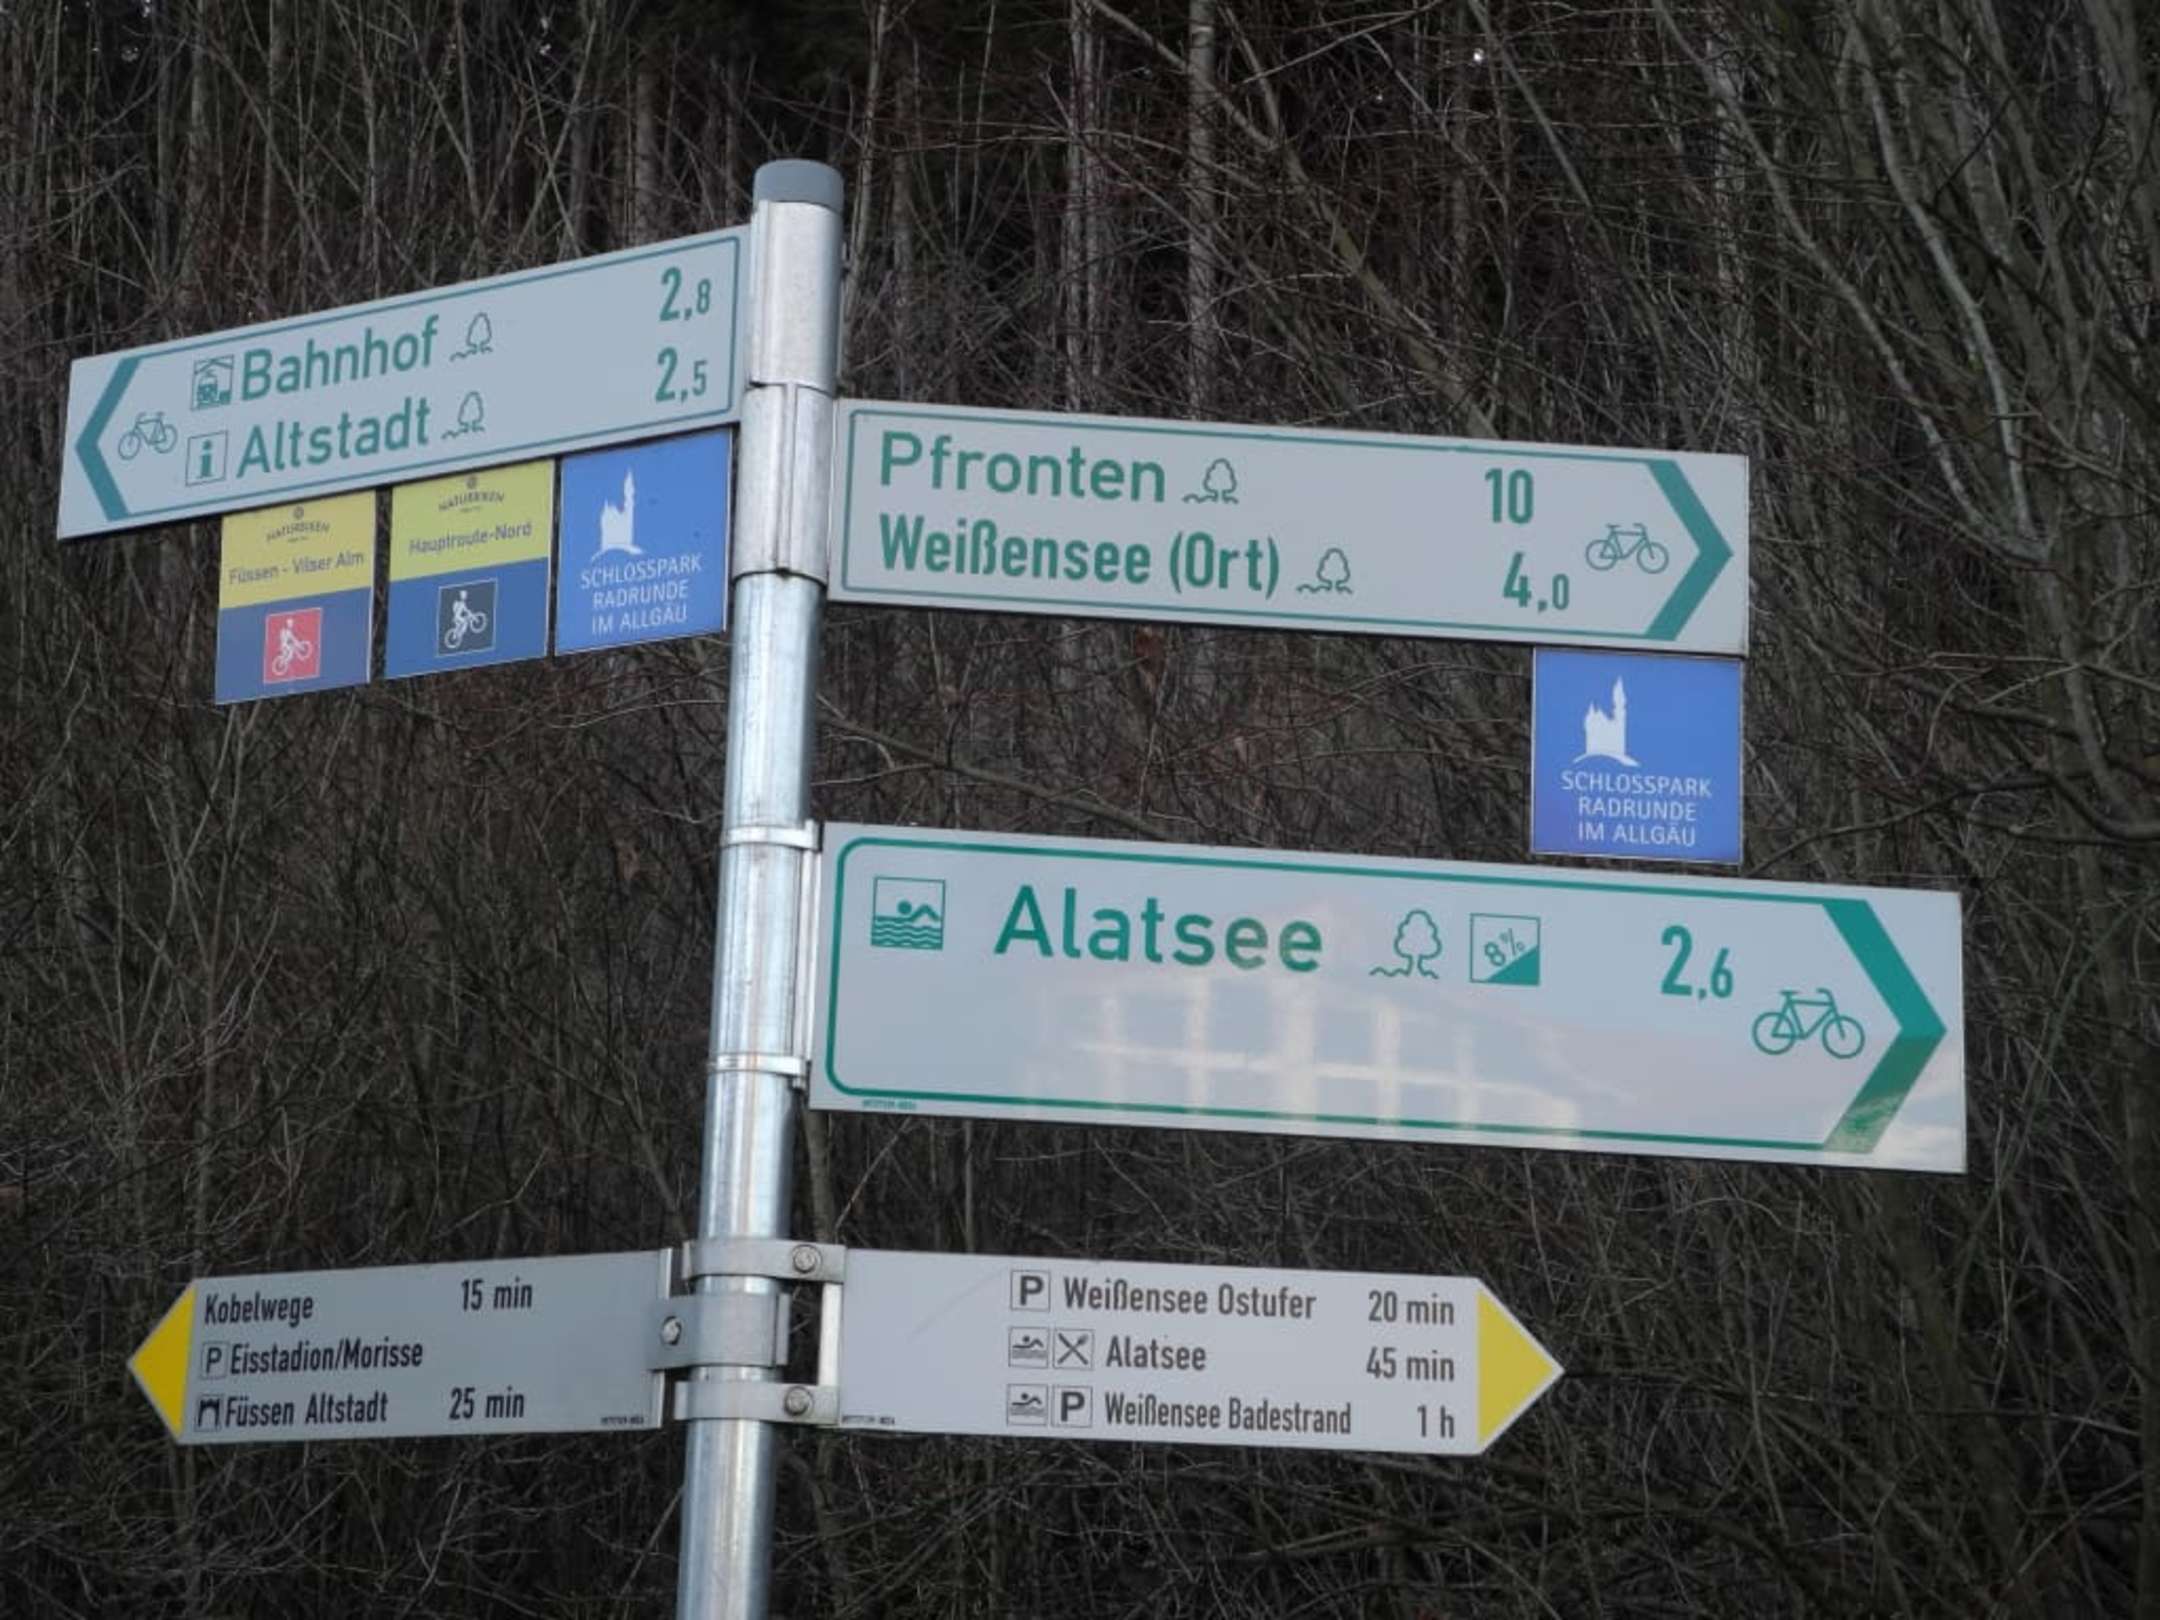 Bahnhof 2,8
Altstadt 2,5
NATURBIKEN
Füssen - Vilser Alm
NATURBIKEN
Hauptroute-Nord
SCHLOSSPARK
RADRUNDE
IM ALLGÄU
Pfronten 10
Weißensee (Ort) 4,0
SCHLOSSPARK
RADRUNDE
IM ALLGÄU
Alatsee 8% 2,6
Kobelwege 15 min
P Eisstadion/Morisse
Füssen Altstadt 25 min
P Weißensee Ostufer 20 min
Alatsee 45 min
P Weißensee Badestrand 1 h